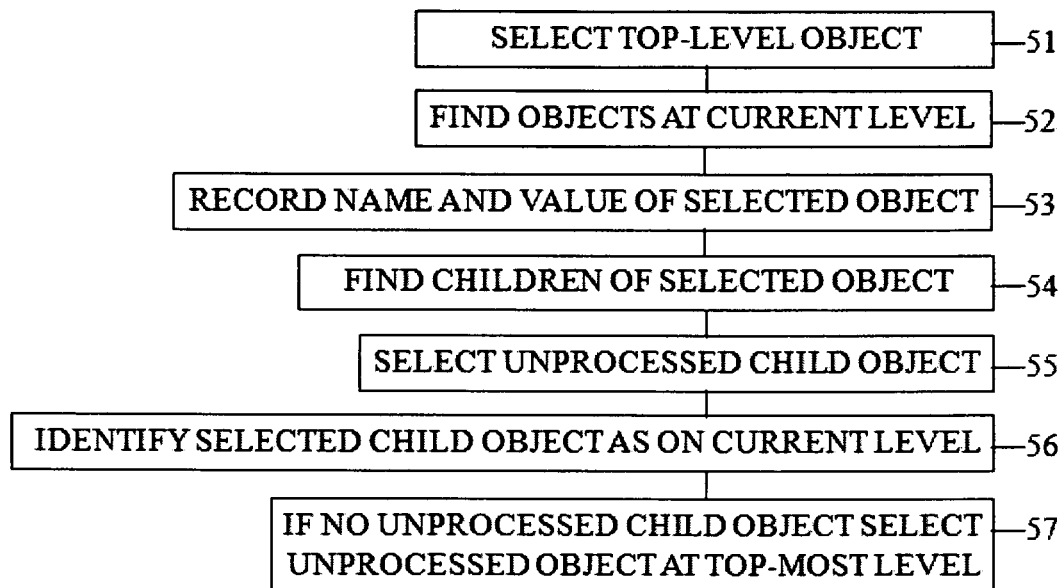 SELECT TOP-LEVEL OBJECT 51
FIND OBJECTS AT CURRENT LEVEL 52
RECORD NAME AND VALUE OF SELECTED OBJECT 53
FIND CHILDREN OF SELECTED OBJECT 54
SELECT UNPROCESSED CHILD OBJECT 55
IDENTIFY SELECTED CHILD OBJECT AS ON CURRENT LEVEL 56
IF NO UNPROCESSED CHILD OBJECT SELECT 57
UNPROCESSED OBJECT AT TOP-MOST LEVEL